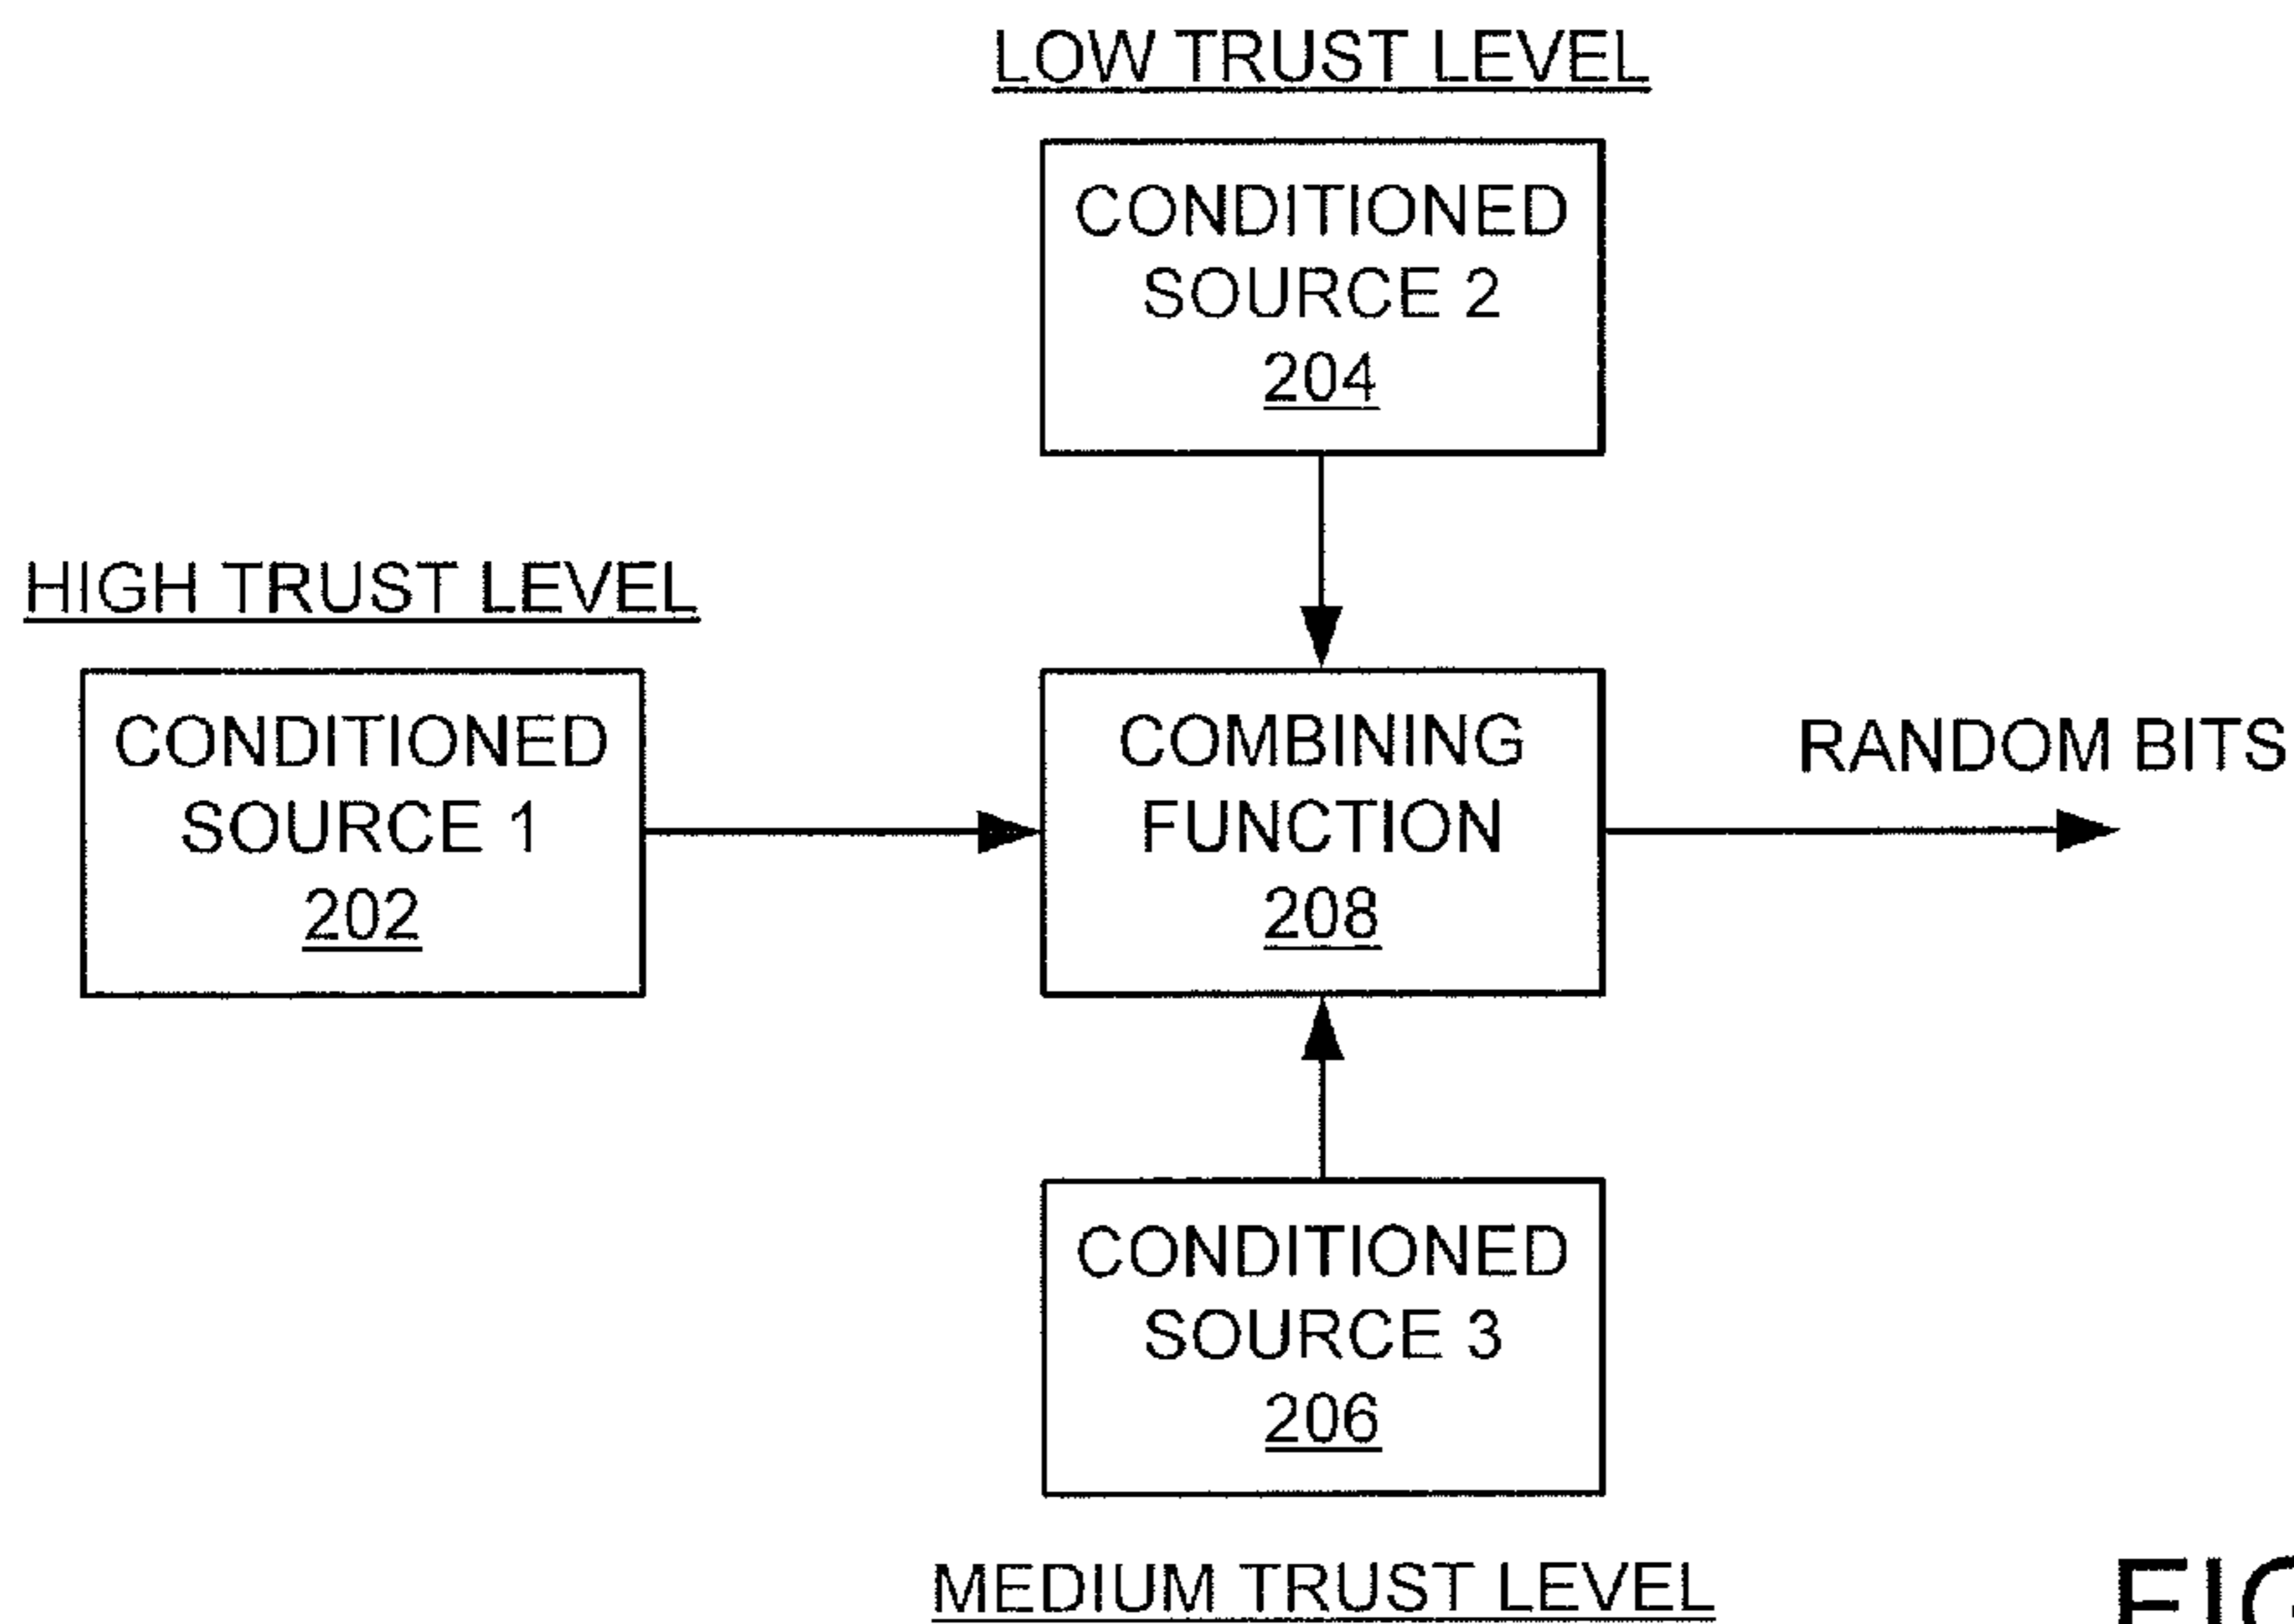 LOW TRUST LEVEL
CONDITIONED
SOURCE 2
204
HIGH TRUST LEVEL
CONDITIONED
SOURCE 1
202
COMBINING
FUNCTION
208
RANDOM BITS
CONDITIONED
SOURCE 3
206
MEDIUM TRUST LEVEL